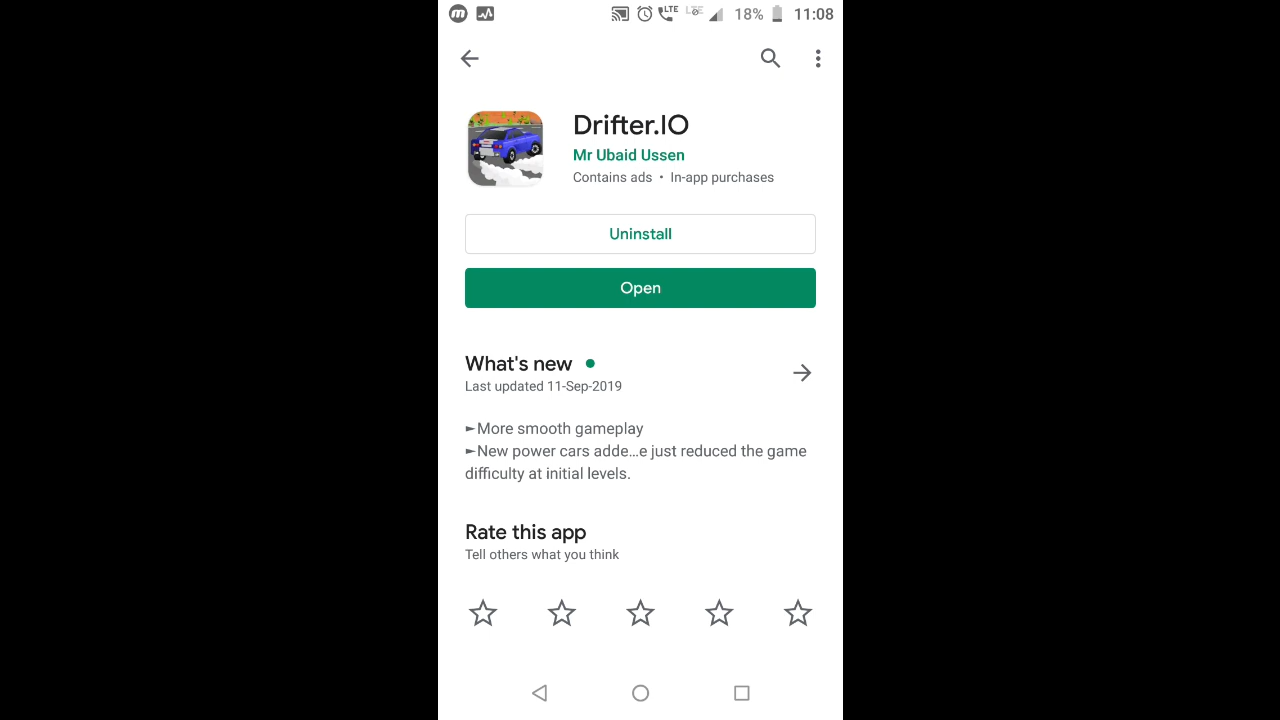 LTE LTE 18% 11:08
Drifter.IO
Mr Ubaid Ussen
Contains ads • In-app purchases
Uninstall
Open
What's new
Last updated 11-Sep-2019
►More smooth gameplay
►New power cars adde...e just reduced the game
difficulty at initial levels.
Rate this app
Tell others what you think